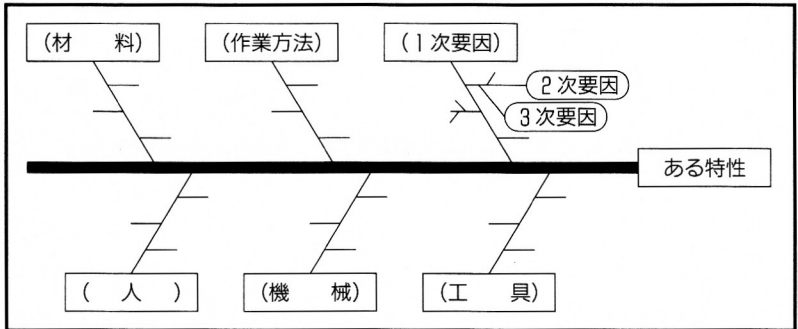 (材　　料)
(作業方法)
(1次要因)
2次要因
3次要因
ある特性
(　人　)
(機　　械)
(工　　具)